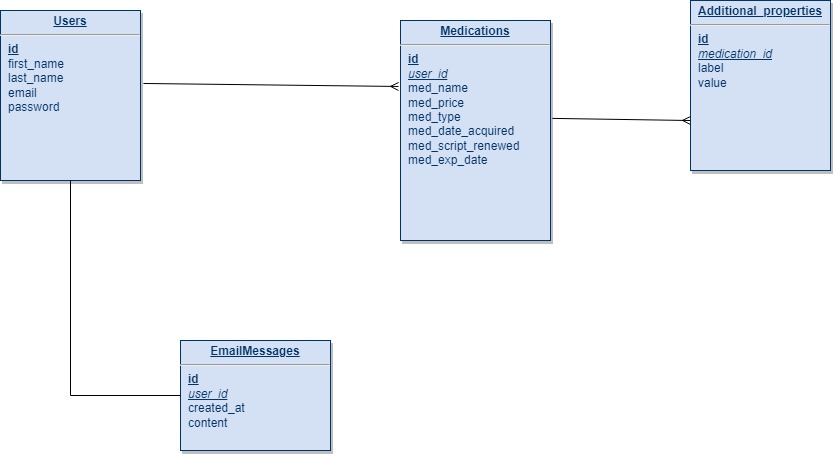 Users
id
first_name
last_name
email
password
Medications
id
user_id
med_name
med_price
med_type
med_date_acquired
med_script_renewed
med_exp_date
Additional_properties
id
medication_id
label
value
EmailMessages
id
user_id
created_at
content